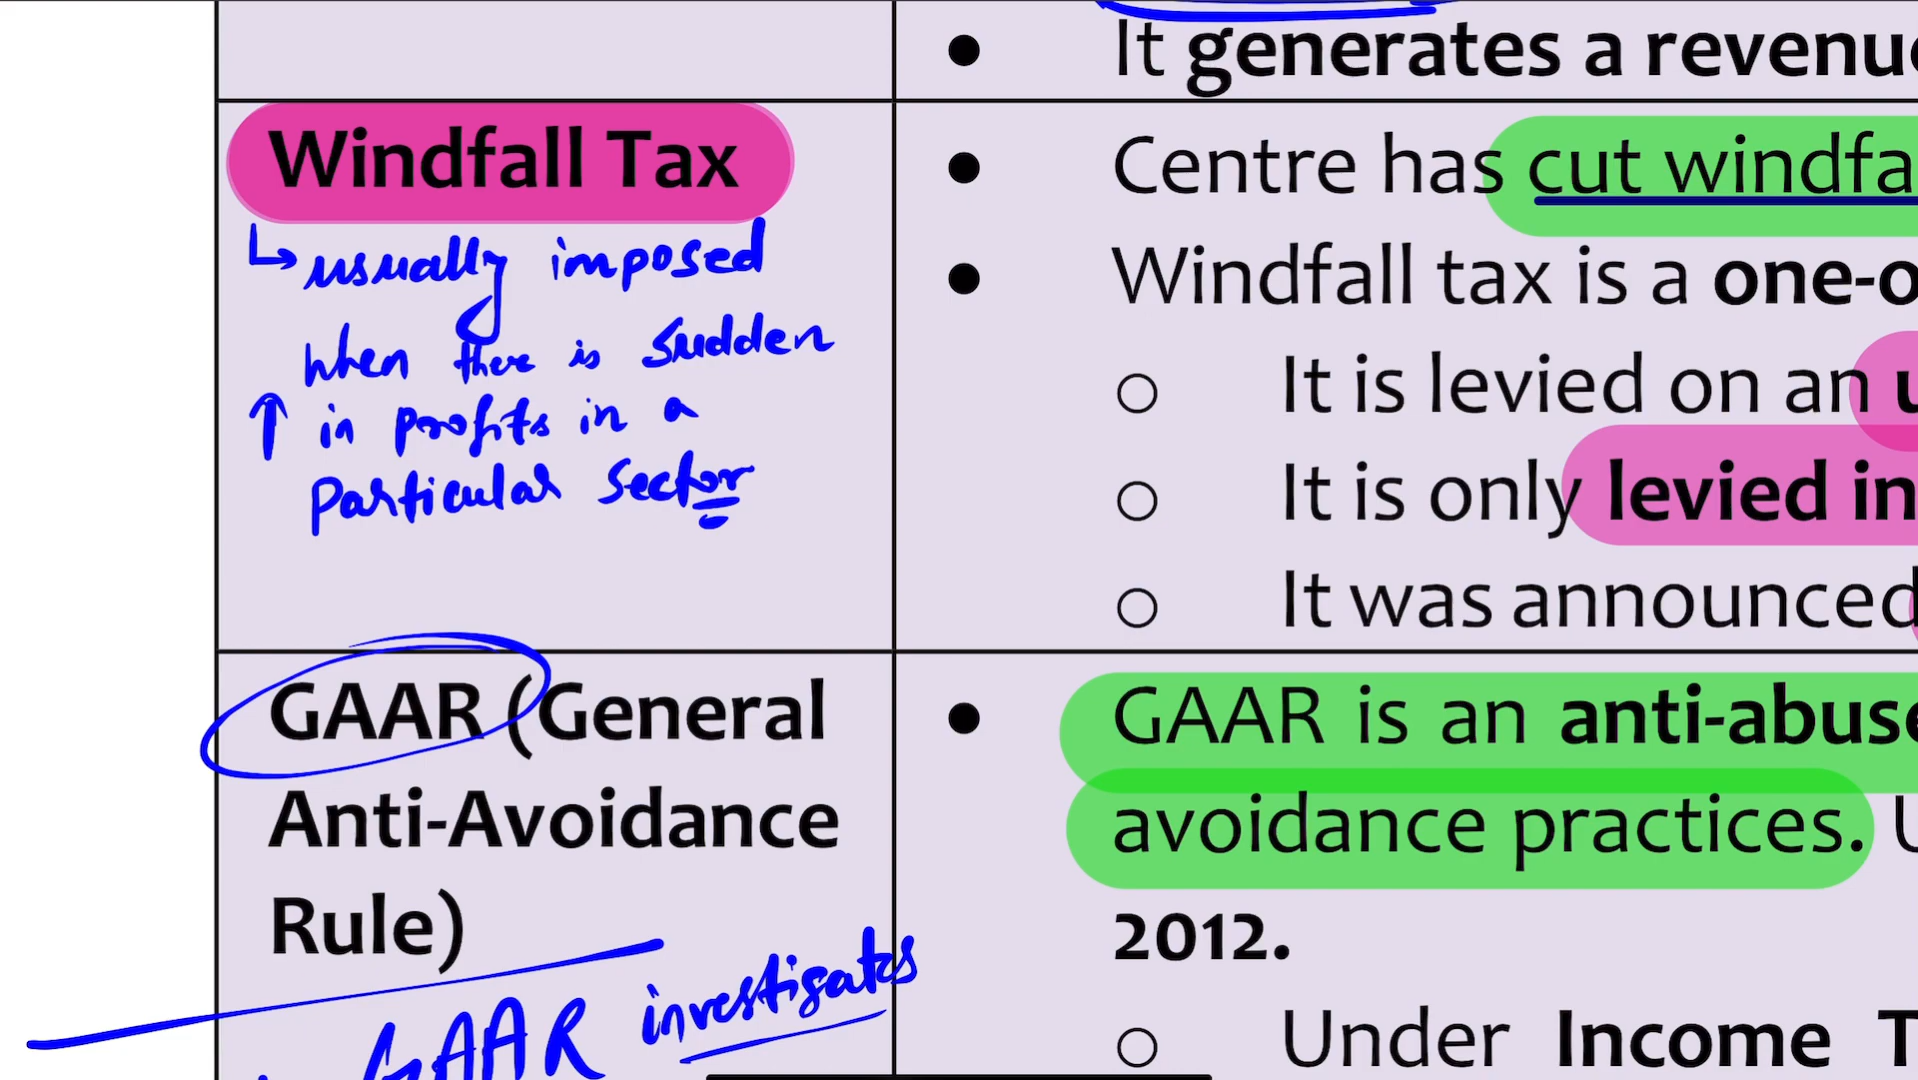 It generates a revenue
Windfall Tax
↳ usually imposed
when there is sudden
↑ in profits in a
particular sector
Centre has cut windfa
Windfall tax is a one-o
It is levied on an u
It is only levied in
It was announced
GAAR (General
Anti-Avoidance
Rule)
GAAR investigates
GAAR is an anti-abuse
avoidance practices. U
2012.
Under Income T